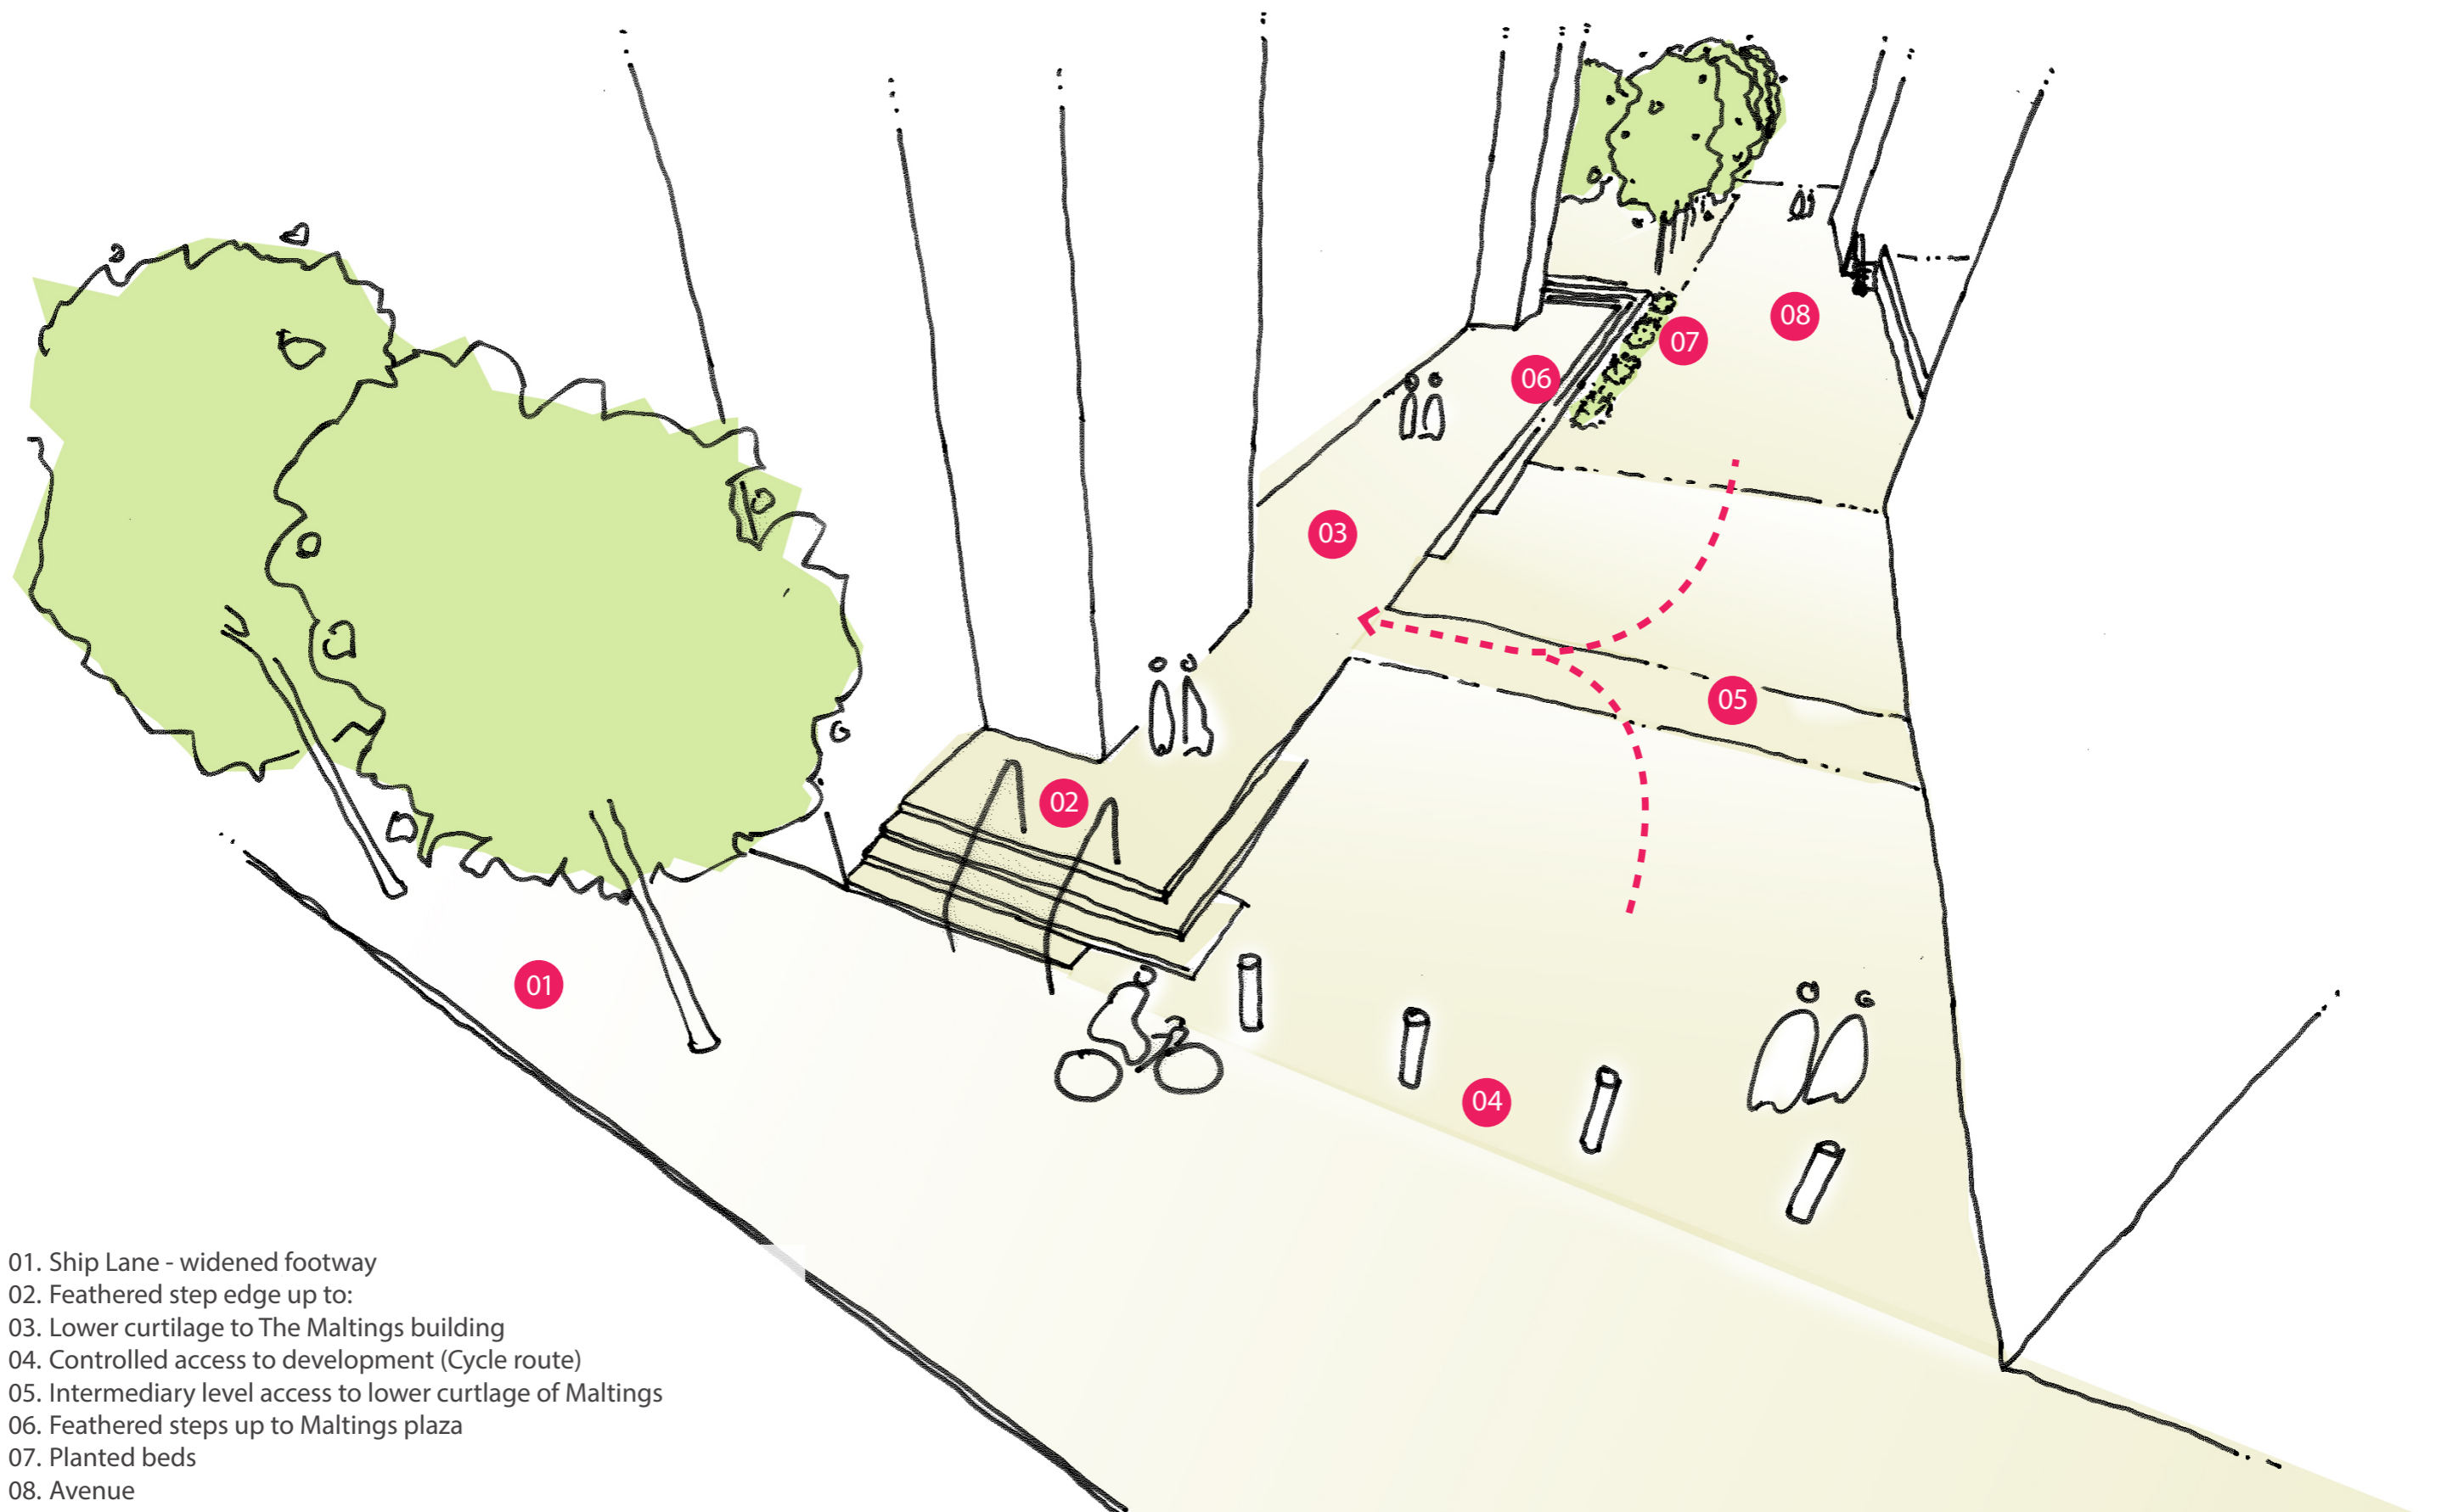 08
07
06
03
05
02
01
04
01. Ship Lane - widened footway
02. Feathered step edge up to:
03. Lower curtilage to The Maltings building
04. Controlled access to development (Cycle route)
05. Intermediary level access to lower curtlage of Maltings
06. Feathered steps up to Maltings plaza
07. Planted beds
08. Avenue